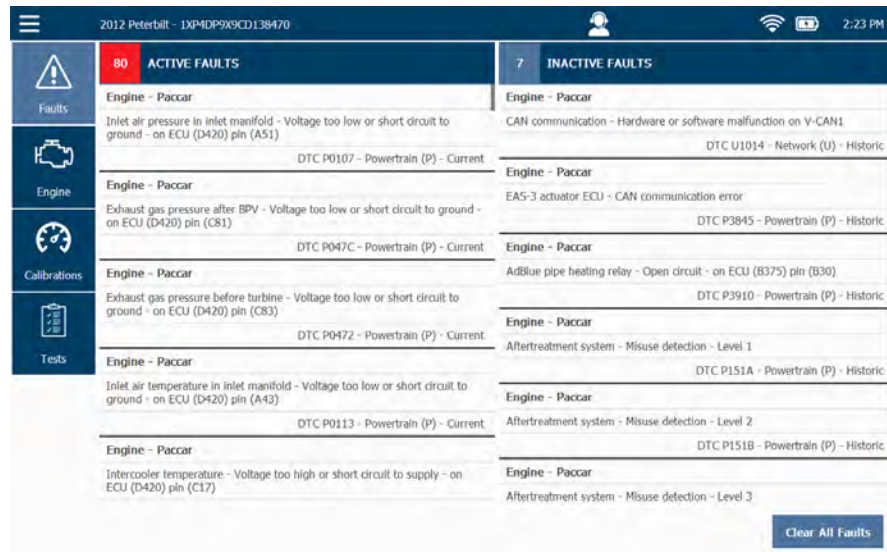 2012 Peterbilt - 1XP4DP9X9CD138470
2:23 PM
Faults
Engine
Calibrations
Tests
80 ACTIVE FAULTS
Engine - Paccar
Inlet air pressure in inlet manifold - Voltage too low or short circuit to
ground - on ECU (D420) pin (A51)
DTC P0107 - Powertrain (P) - Current
Engine - Paccar
Exhaust gas pressure after BPV - Voltage too low or short circuit to ground -
on ECU (D420) pin (C81)
DTC P047C - Powertrain (P) - Current
Engine - Paccar
Exhaust gas pressure before turbine - Voltage too low or short circuit to
ground - on ECU (D420) pin (C83)
DTC P0472 - Powertrain (P) - Current
Engine - Paccar
Inlet air temperature in inlet manifold - Voltage too low or short circuit to
ground - on ECU (D420) pin (A43)
DTC P0113 - Powertrain (P) - Current
Engine - Paccar
Intercooler temperature - Voltage too high or short circuit to supply - on
ECU (D420) pin (C17)
7 INACTIVE FAULTS
Engine - Paccar
CAN communication - Hardware or software malfunction on V-CAN1
DTC U1014 - Network (U) - Historic
Engine - Paccar
EAS-3 actuator ECU - CAN communication error
DTC P3845 - Powertrain (P) - Historic
Engine - Paccar
AdBlue pipe heating relay - Open circuit - on ECU (B375) pin (B30)
DTC P3910 - Powertrain (P) - Historic
Engine - Paccar
Aftertreatment system - Misuse detection - Level 1
DTC P151A - Powertrain (P) - Historic
Engine - Paccar
Aftertreatment system - Misuse detection - Level 2
DTC P151B - Powertrain (P) - Historic
Engine - Paccar
Aftertreatment system - Misuse detection - Level 3
Clear All Faults